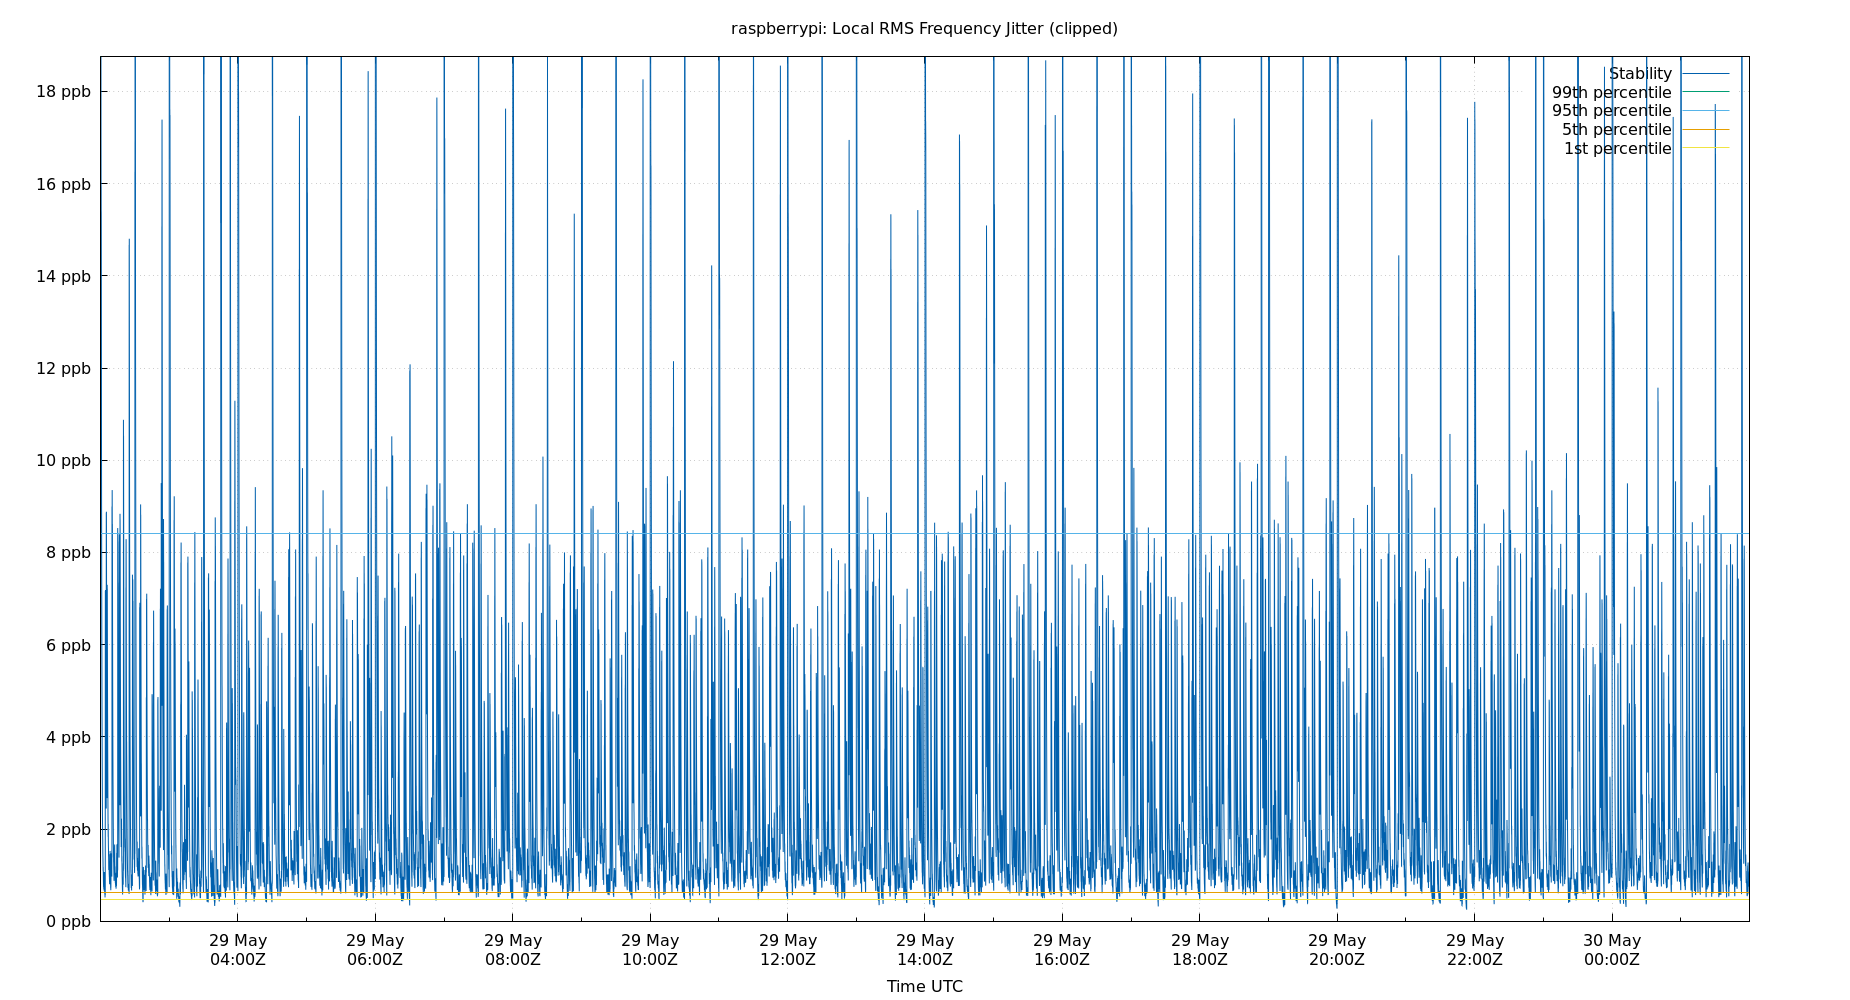 raspberrypi: Local RMS Frequency Jitter (clipped)
Stability
99th percentile
95th percentile
5th percentile
1st percentile
18 ppb
16 ppb
14 ppb
12 ppb
10 ppb
8 ppb
6 ppb
4 ppb
2 ppb
0 ppb
29 May 29 May 29 May 29 May 29 May 29 May 29 May 29 May 29 May 29 May 30 May
04:00Z 06:00Z 08:00Z 10:00Z 12:00Z 14:00Z 16:00Z 18:00Z 20:00Z 22:00Z 00:00Z
Time UTC